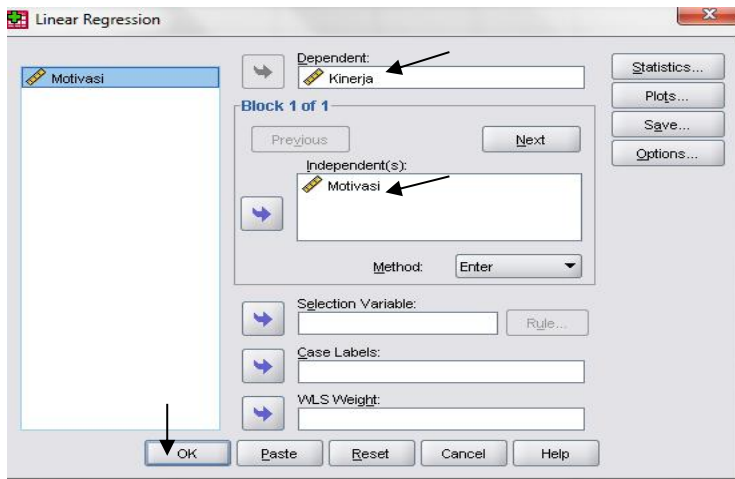 Linear Regression
Motivasi
Dependent:
Kinerja
Block 1 of 1
Previous
Next
Independent(s):
Motivasi
Method:
Enter
Selection Variable:
Rule...
Case Labels:
WLS Weight:
Statistics...
Plots...
Save...
Options...
OK
Paste
Reset
Cancel
Help